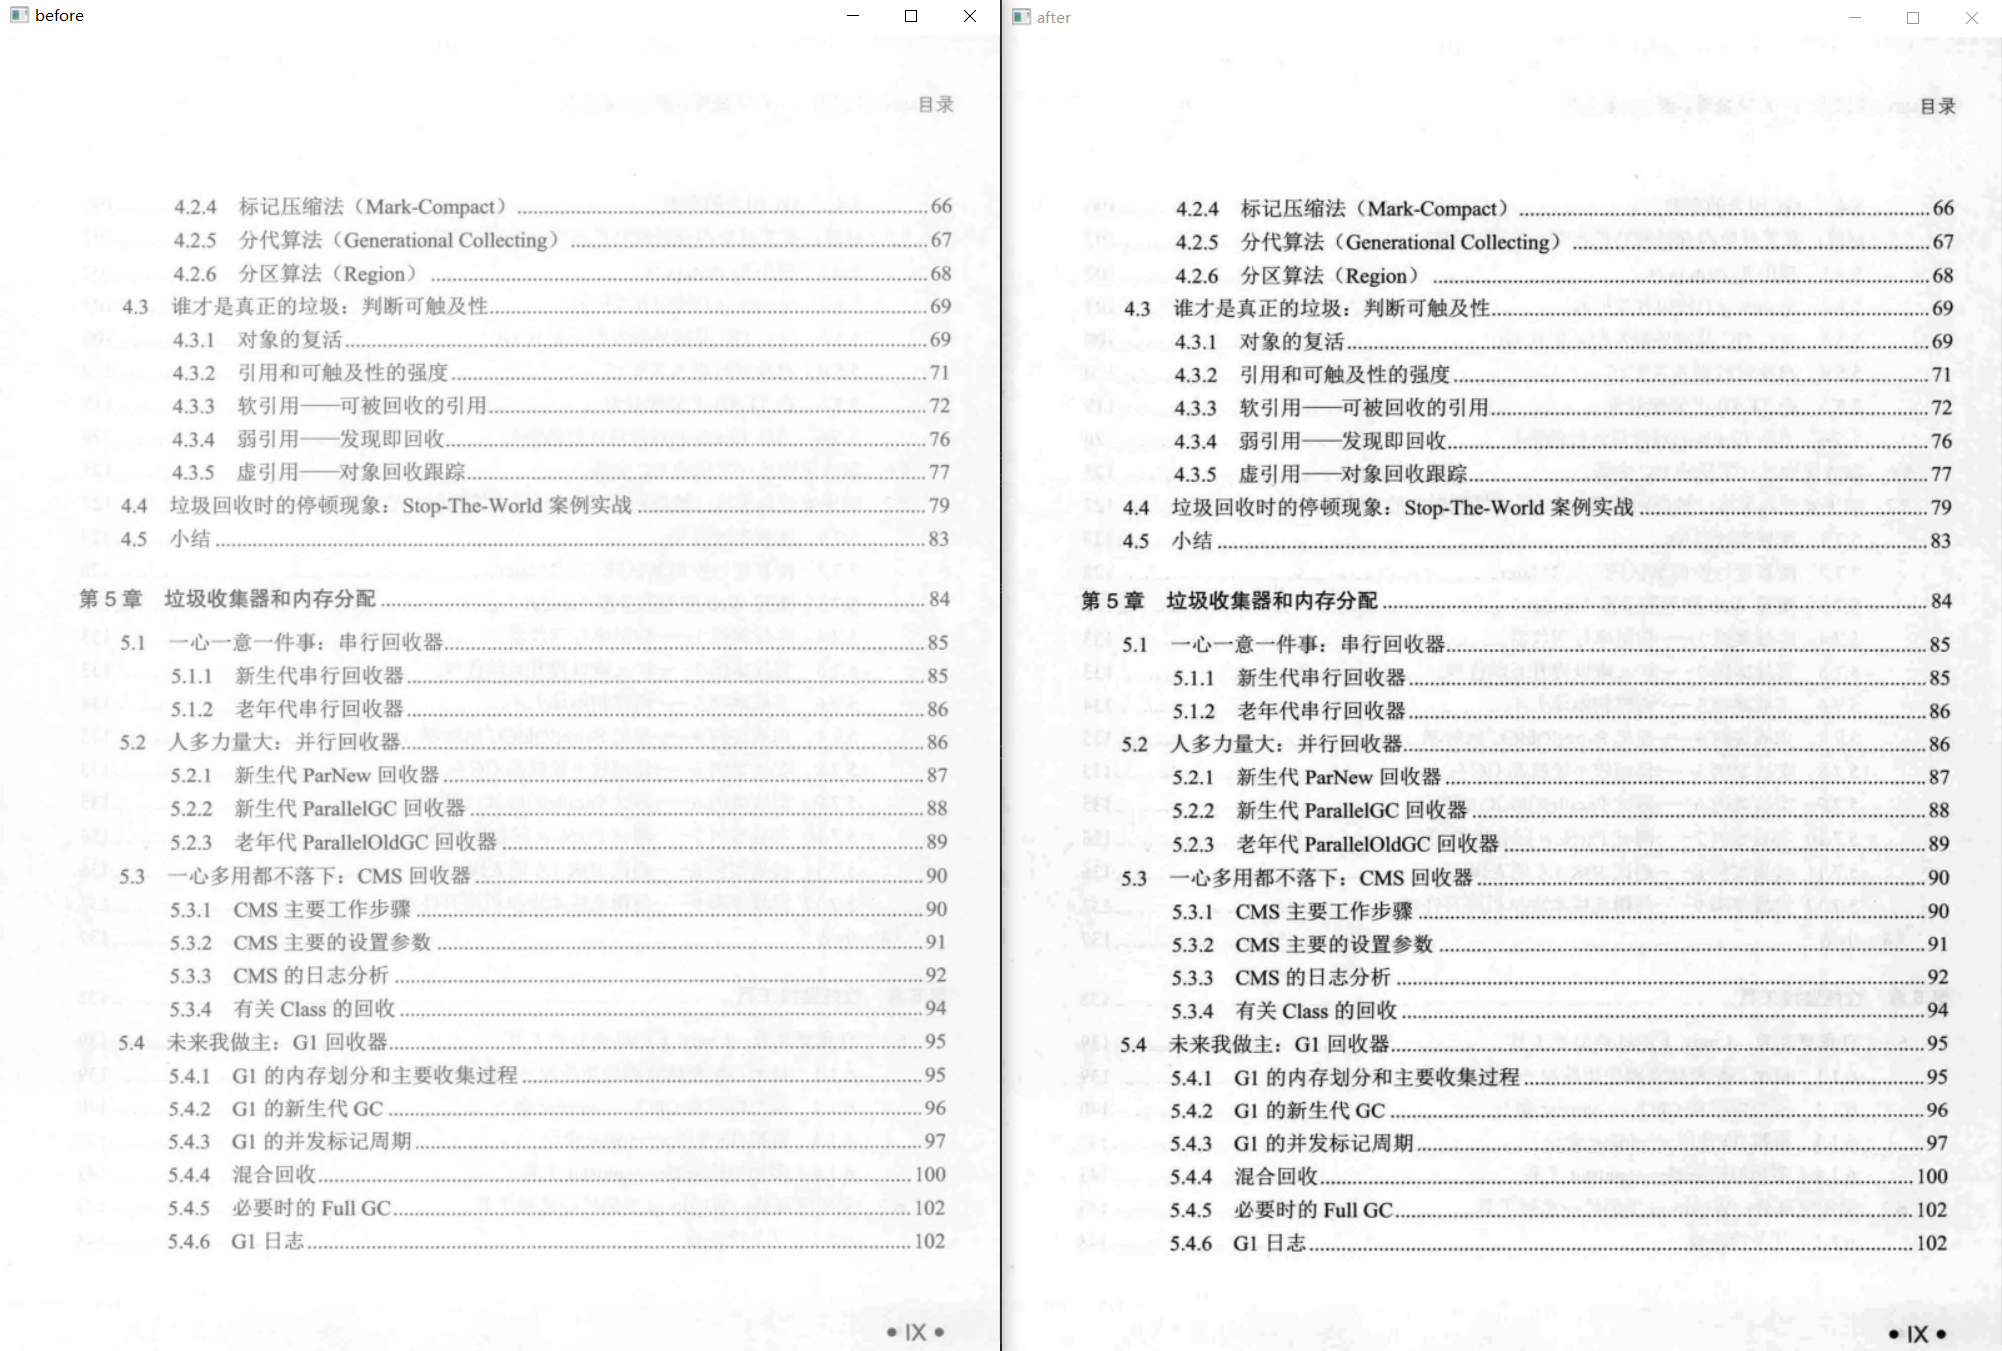 before
目录
4.2.4 标记压缩法（Mark-Compact）......66
4.2.5 分代算法（Generational Collecting）......67
4.2.6 分区算法（Region）......68
4.3 谁才是真正的垃圾：判断可触及性......69
4.3.1 对象的复活......69
4.3.2 引用和可触及性的强度......71
4.3.3 软引用——可被回收的引用......72
4.3.4 弱引用——发现即回收......76
4.3.5 虚引用——对象回收跟踪......77
4.4 垃圾回收时的停顿现象：Stop-The-World 案例实战......79
4.5 小结......83
第 5 章 垃圾收集器和内存分配......84
5.1 一心一意一件事：串行回收器......85
5.1.1 新生代串行回收器......85
5.1.2 老年代串行回收器......86
5.2 人多力量大：并行回收器......86
5.2.1 新生代 ParNew 回收器......87
5.2.2 新生代 ParallelGC 回收器......88
5.2.3 老年代 ParallelOldGC 回收器......89
5.3 一心多用都不落下：CMS 回收器......90
5.3.1 CMS 主要工作步骤......90
5.3.2 CMS 主要的设置参数......91
5.3.3 CMS 的日志分析......92
5.3.4 有关 Class 的回收......94
5.4 未来我做主：G1 回收器......95
5.4.1 G1 的内存划分和主要收集过程......95
5.4.2 G1 的新生代 GC......96
5.4.3 G1 的并发标记周期......97
5.4.4 混合回收......100
5.4.5 必要时的 Full GC......102
5.4.6 G1 日志......102
• IX •
after
目录
4.2.4 标记压缩法（Mark-Compact）......66
4.2.5 分代算法（Generational Collecting）......67
4.2.6 分区算法（Region）......68
4.3 谁才是真正的垃圾：判断可触及性......69
4.3.1 对象的复活......69
4.3.2 引用和可触及性的强度......71
4.3.3 软引用——可被回收的引用......72
4.3.4 弱引用——发现即回收......76
4.3.5 虚引用——对象回收跟踪......77
4.4 垃圾回收时的停顿现象：Stop-The-World 案例实战......79
4.5 小结......83
第 5 章 垃圾收集器和内存分配......84
5.1 一心一意一件事：串行回收器......85
5.1.1 新生代串行回收器......85
5.1.2 老年代串行回收器......86
5.2 人多力量大：并行回收器......86
5.2.1 新生代 ParNew 回收器......87
5.2.2 新生代 ParallelGC 回收器......88
5.2.3 老年代 ParallelOldGC 回收器......89
5.3 一心多用都不落下：CMS 回收器......90
5.3.1 CMS 主要工作步骤......90
5.3.2 CMS 主要的设置参数......91
5.3.3 CMS 的日志分析......92
5.3.4 有关 Class 的回收......94
5.4 未来我做主：G1 回收器......95
5.4.1 G1 的内存划分和主要收集过程......95
5.4.2 G1 的新生代 GC......96
5.4.3 G1 的并发标记周期......97
5.4.4 混合回收......100
5.4.5 必要时的 Full GC......102
5.4.6 G1 日志......102
• IX •